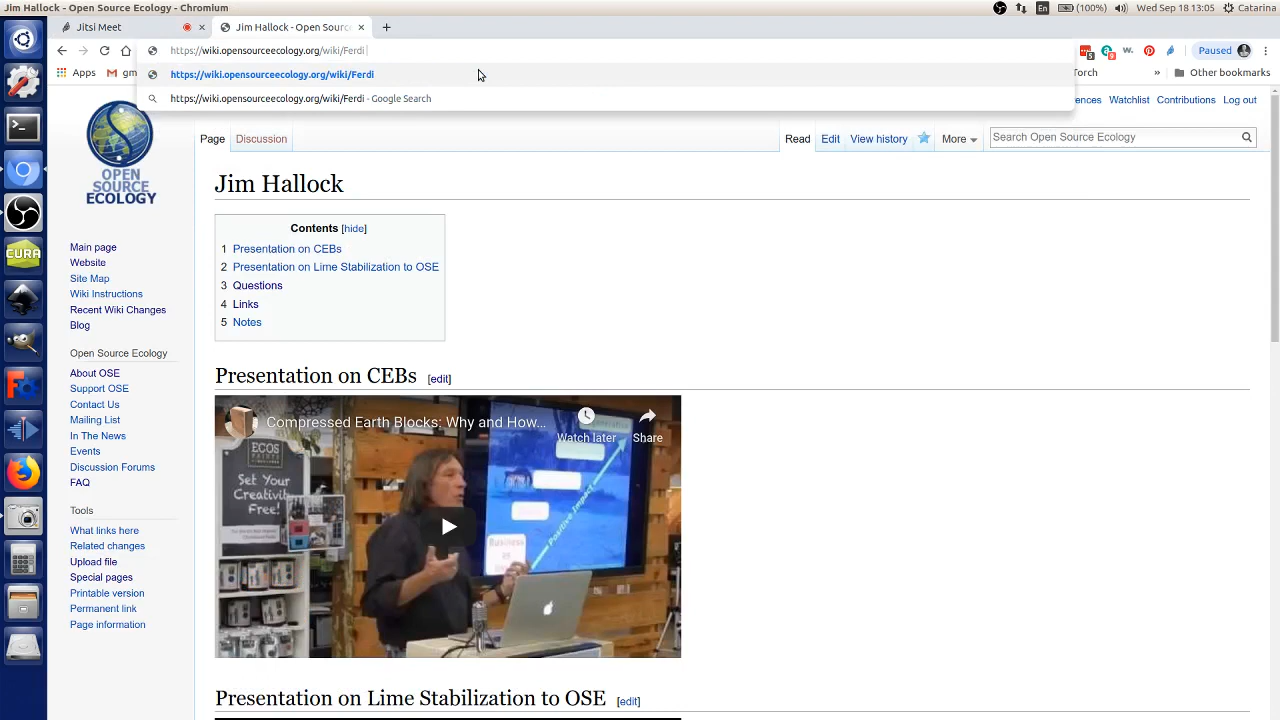 Jim Hallock - Open Source Ecology - Chromium
En
(100%)
Wed Sep 18 13:05
Catarina
Jitsi Meet
Jim Hallock - Open Sourc
https://wiki.opensourceecology.org/wiki/Ferdi
Paused
https://wiki.opensourceecology.org/wiki/Ferdi
https://wiki.opensourceecology.org/wiki/Ferdi - Google Search
Apps
gm
Torch
»
Other bookmarks
ences
Watchlist
Contributions
Log out
OPEN
SOURCE
ECOLOGY
Page
Discussion
Read
Edit
View history
More
Search Open Source Ecology
Jim Hallock
Contents [hide]
1 Presentation on CEBs
2 Presentation on Lime Stabilization to OSE
3 Questions
4 Links
5 Notes
Main page
Website
Site Map
Wiki Instructions
Recent Wiki Changes
Blog
Open Source Ecology
About OSE
Support OSE
Contact Us
Mailing List
In The News
Events
Discussion Forums
FAQ
Tools
What links here
Related changes
Upload file
Special pages
Printable version
Permanent link
Page information
Presentation on CEBs [edit]
Compressed Earth Blocks: Why and How...
Watch later
Share
ECOS
PAINTS
Set Your
Creativity
Free!
Positive Impact
Business
Presentation on Lime Stabilization to OSE [edit]
CURA